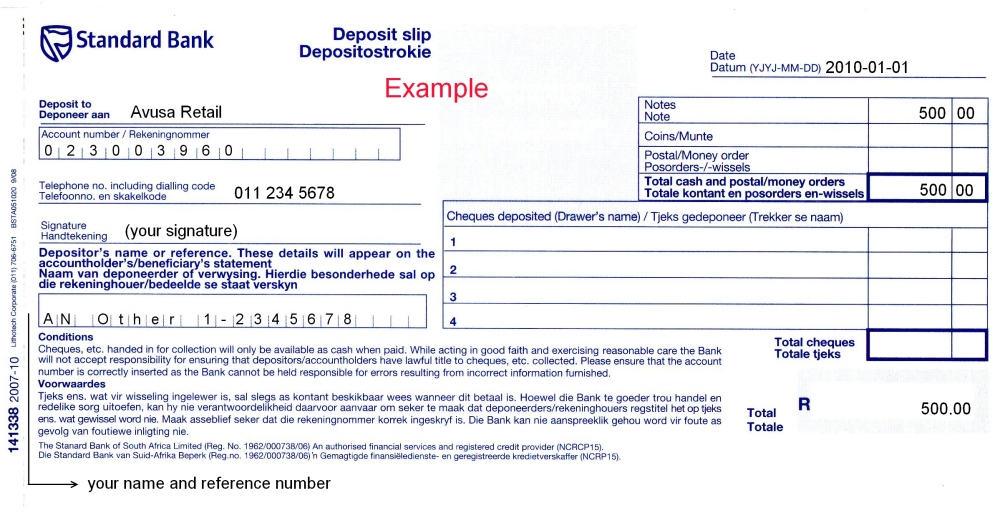 Standard Bank
Deposit slip
Depositostrokie
Date
Datum (YJYJ-MM-DD) 2010-01-01
Example
Deposit to
Deponeer aan Avusa Retail
Account number / Rekeningnommer
0 2 3 0 0 3 9 6 0
Telephone no. including dialling code
Telefoonno. en skakelkode 011 234 5678
Signature
Handtekening (your signature)
Depositor's name or reference. These details will appear on the
accountholder's/beneficiary's statement
Naam van deponeerder of verwysing. Hierdie besonderhede sal op
die rekeninghouer/bedeelde se staat verskyn
AN Other 1-2345678
Notes
Note 500 00
Coins/Munte
Postal/Money order
Posorders-/-wissels
Total cash and postal/money orders
Totale kontant en posorders en-wissels 500 00
Cheques deposited (Drawer's name) / Tjeks gedeponeer (Trekker se naam)
1
2
3
4
Total cheques
Totale tjeks
Conditions
Cheques, etc. handed in for collection will only be available as cash when paid. While acting in good faith and exercising reasonable care the Bank
will not accept responsibility for ensuring that depositors/accountholders have lawful title to cheques, etc. collected. Please ensure that the account
number is correctly inserted as the Bank cannot be held responsible for errors resulting from incorrect information furnished.
Voorwaardes
Tjeks ens. wat vir wisseling ingelewer is, sal slegs as kontant beskikbaar wees wanneer dit betaal is. Hoewel die Bank te goeder trou handel en
redelike sorg uitoefen, kan hy nie verantwoordelikheid daarvoor aanvaar om seker te maak dat deponeerders/rekeninghouers regstitel het op tjeks
ens. wat gewissel word nie. Maak asseblief seker dat die rekeningnommer korrek ingeskryf is. Die Bank kan nie aanspreeklik gehou word vir foute as
gevolg van foutiewe inligting nie.
The Stanard Bank of South Africa Limited (Reg. No. 1962/000738/06) An authorised financial services and registered credit provider (NCRCP15).
Die Standard Bank van Suid-Afrika Beperk (Reg.no. 1962/000738/06)'n Gemagtigde finansiëledienste- en geregistreerde kredietverskaffer (NCRP15).
Total
Totale R 500.00
your name and reference number
141338 2007-10 Lithotech Corporate (011) 706-6751 BSTA051020 9/08